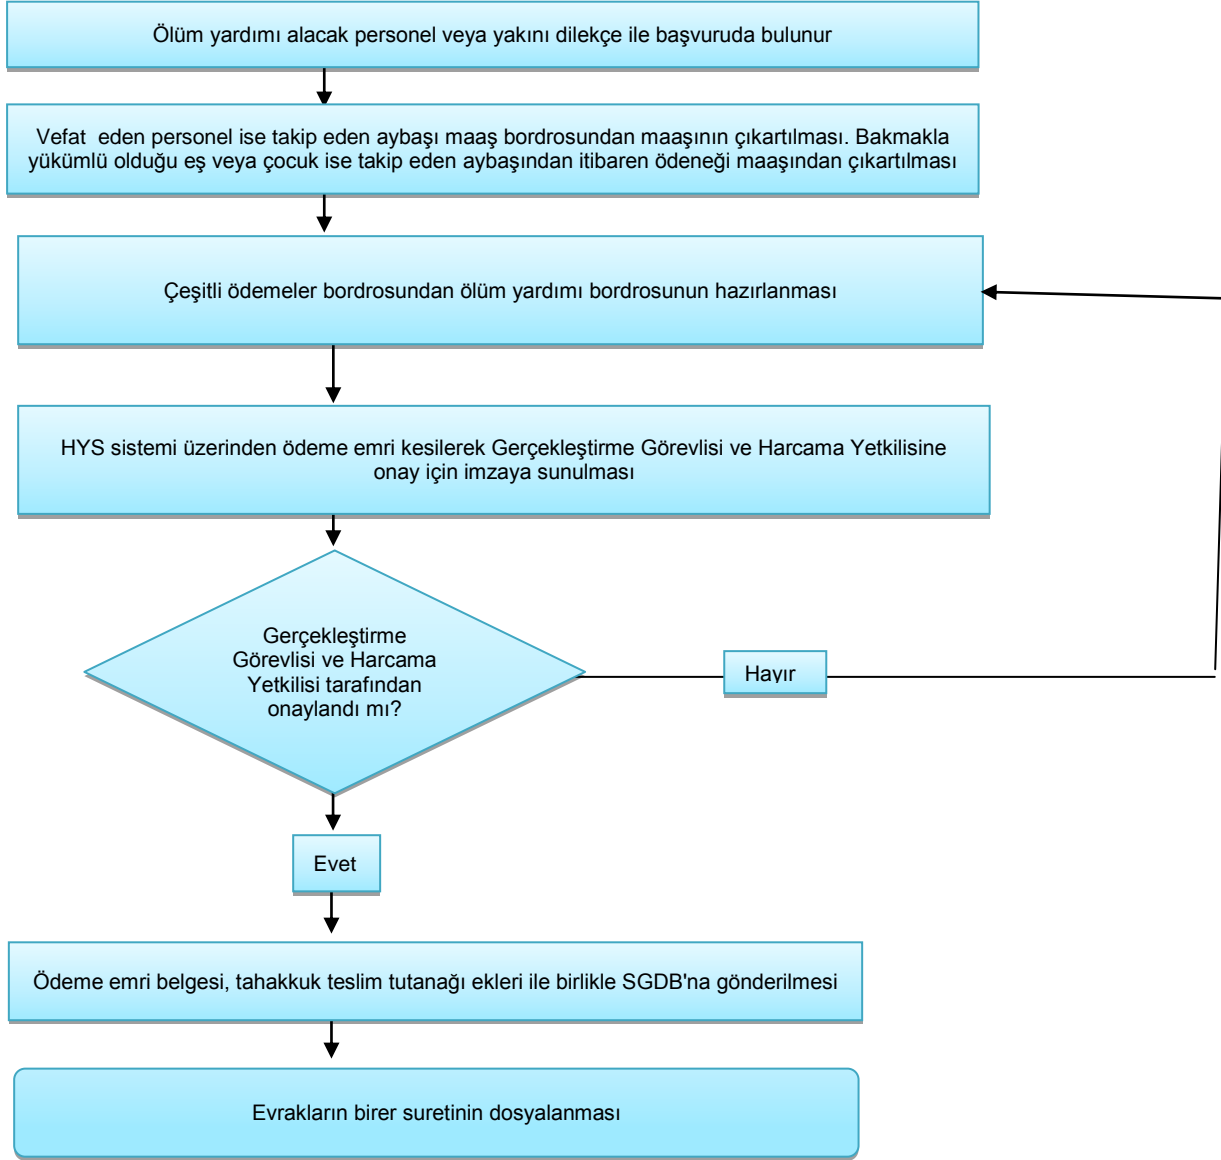 Ölüm yardımı alacak personel veya yakını dilekçe ile başvuruda bulunur
Vefat eden personel ise takip eden aybaşı maaş bordrosundan maaşının çıkartılması. Bakmakla
yükümlü olduğu eş veya çocuk ise takip eden aybaşından itibaren ödeneği maaşından çıkartılması
Çeşitli ödemeler bordrosundan ölüm yardımı bordrosunun hazırlanması
HYS sistemi üzerinden ödeme emri kesilerek Gerçekleştirme Görevlisi ve Harcama Yetkilisine
onay için imzaya sunulması
Gerçekleştirme
Görevlisi ve Harcama
Yetkilisi tarafından
onaylandı mı?
Hayır
Evet
Ödeme emri belgesi, tahakkuk teslim tutanağı ekleri ile birlikte SGDB'na gönderilmesi
Evrakların birer suretinin dosyalanması